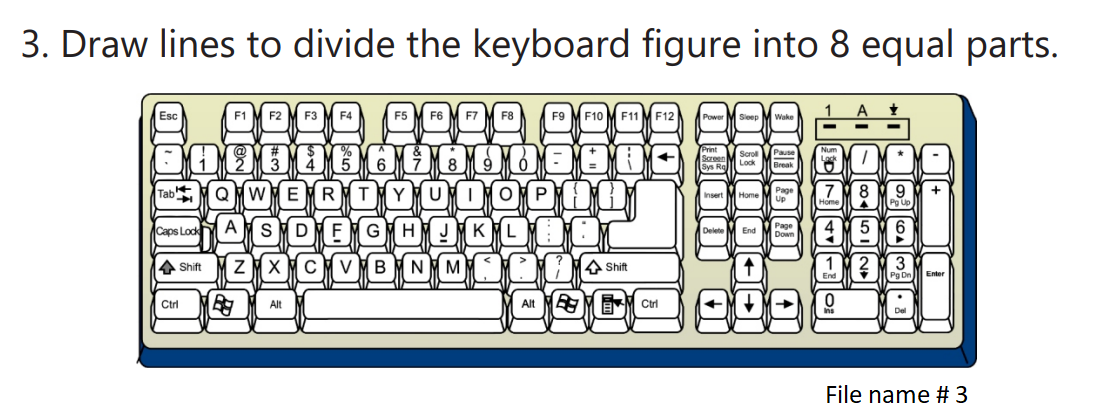 3. Draw lines to divide the keyboard figure into 8 equal parts.
Esc F1 F2 F3 F4 F5 F6 F7 F8 F9 F10 F11 F12 Power Sleep Wake 1 A
~ ! 1 @ 2 # 3 $ 4 % 5 ^ 6 & 7 * 8 ( 9 ) 0 - + = \ Print Screen Sys Rq Scroll Lock Pause Break Num Lock / * -
Tab Q W E R T Y U I O P { [ } ] Insert Home Page Up 7 Home 8 9 Pg Up +
Caps Lock A S D F G H J K L Delete End Page Down 4 5 6
Shift Z X C V B N M < , > . ? / Shift 1 End 2 3 Pg Dn Enter
Ctrl Alt Alt Ctrl 0 Ins . Del
File name # 3